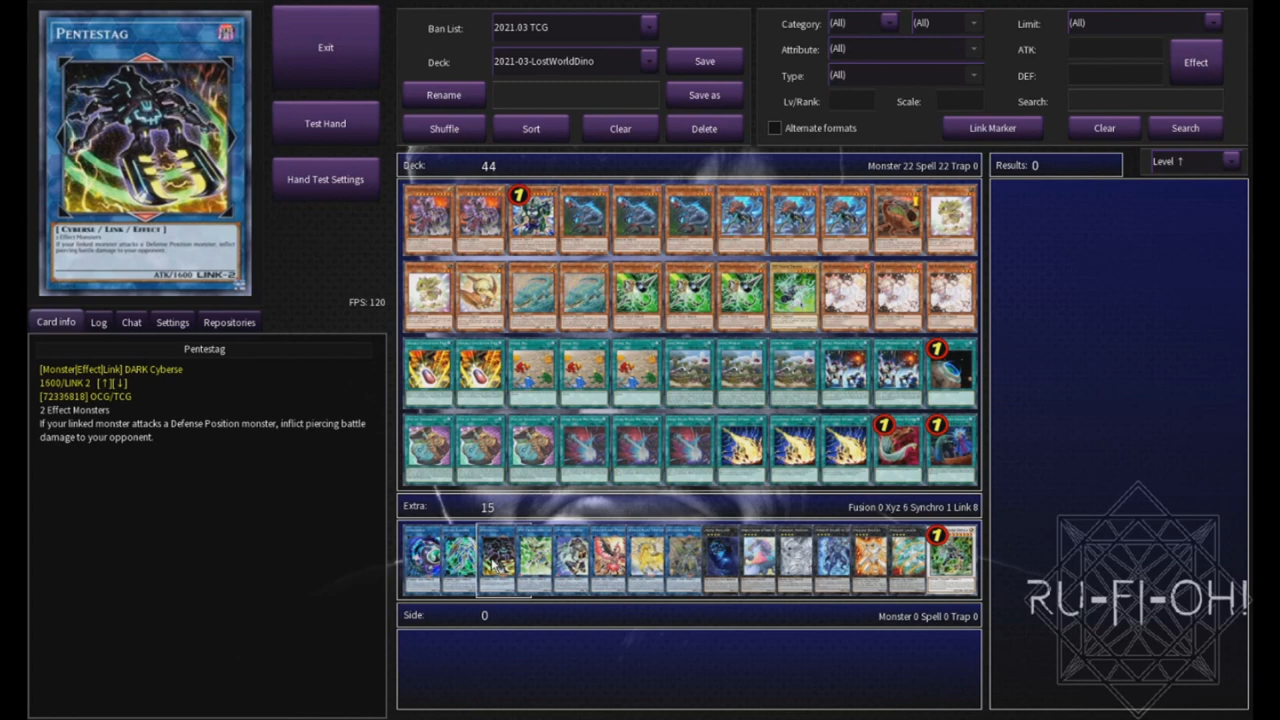 PENTESTAG
[ CYBERSE / LINK / EFFECT ]
2 Effect Monsters
If your linked monster attacks a Defense Position monster, inflict
piercing battle damage to your opponent.
ATK/1600 LINK-2
Exit
Test Hand
Hand Test Settings
FPS: 120
Card info
Log
Chat
Settings
Repositories
Pentestag
[Monster|Effect|Link] DARK Cyberse
1600/LINK 2 [↑][↓]
[72336818] OCG/TCG
2 Effect Monsters
If your linked monster attacks a Defense Position monster, inflict piercing battle
damage to your opponent.
Ban List:
2021.03 TCG
Deck:
2021-03-LostWorldDino
Save
Rename
Save as
Shuffle
Sort
Clear
Delete
Category:
(All)
(All)
Limit:
(All)
Attribute:
(All)
ATK:
Effect
Type:
(All)
DEF:
Lv/Rank:
Scale:
Search:
Alternate formats
Link Marker
Clear
Search
Deck:
44
Monster 22 Spell 22 Trap 0
Results: 0
Level ↑
1
1
1
1
Extra:
15
Fusion 0 Xyz 6 Synchro 1 Link 8
1
Side:
0
Monster 0 Spell 0 Trap 0
RU-FI-OH!